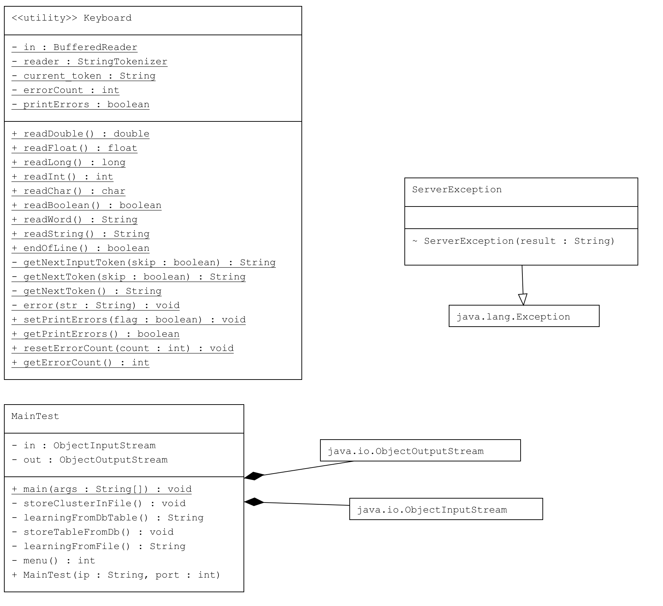 <<utility>> Keyboard
- in : BufferedReader
- reader : StringTokenizer
- current_token : String
- errorCount : int
- printErrors : boolean
+ readDouble() : double
+ readFloat() : float
+ readLong() : long
+ readInt() : int
+ readChar() : char
+ readBoolean() : boolean
+ readWord() : String
+ readString() : String
+ endOfLine() : boolean
- getNextInputToken(skip : boolean) : String
- getNextToken(skip : boolean) : String
- getNextToken() : String
- error(str : String) : void
+ setPrintErrors(flag : boolean) : void
+ getPrintErrors() : boolean
+ resetErrorCount(count : int) : void
+ getErrorCount() : int
ServerException
~ ServerException(result : String)
java.lang.Exception
MainTest
- in : ObjectInputStream
- out : ObjectOutputStream
+ main(args : String[]) : void
- storeClusterInFile() : void
- learningFromDbTable() : String
- storeTableFromDb() : void
- learningFromFile() : String
- menu() : int
+ MainTest(ip : String, port : int)
java.io.ObjectOutputStream
java.io.ObjectInputStream